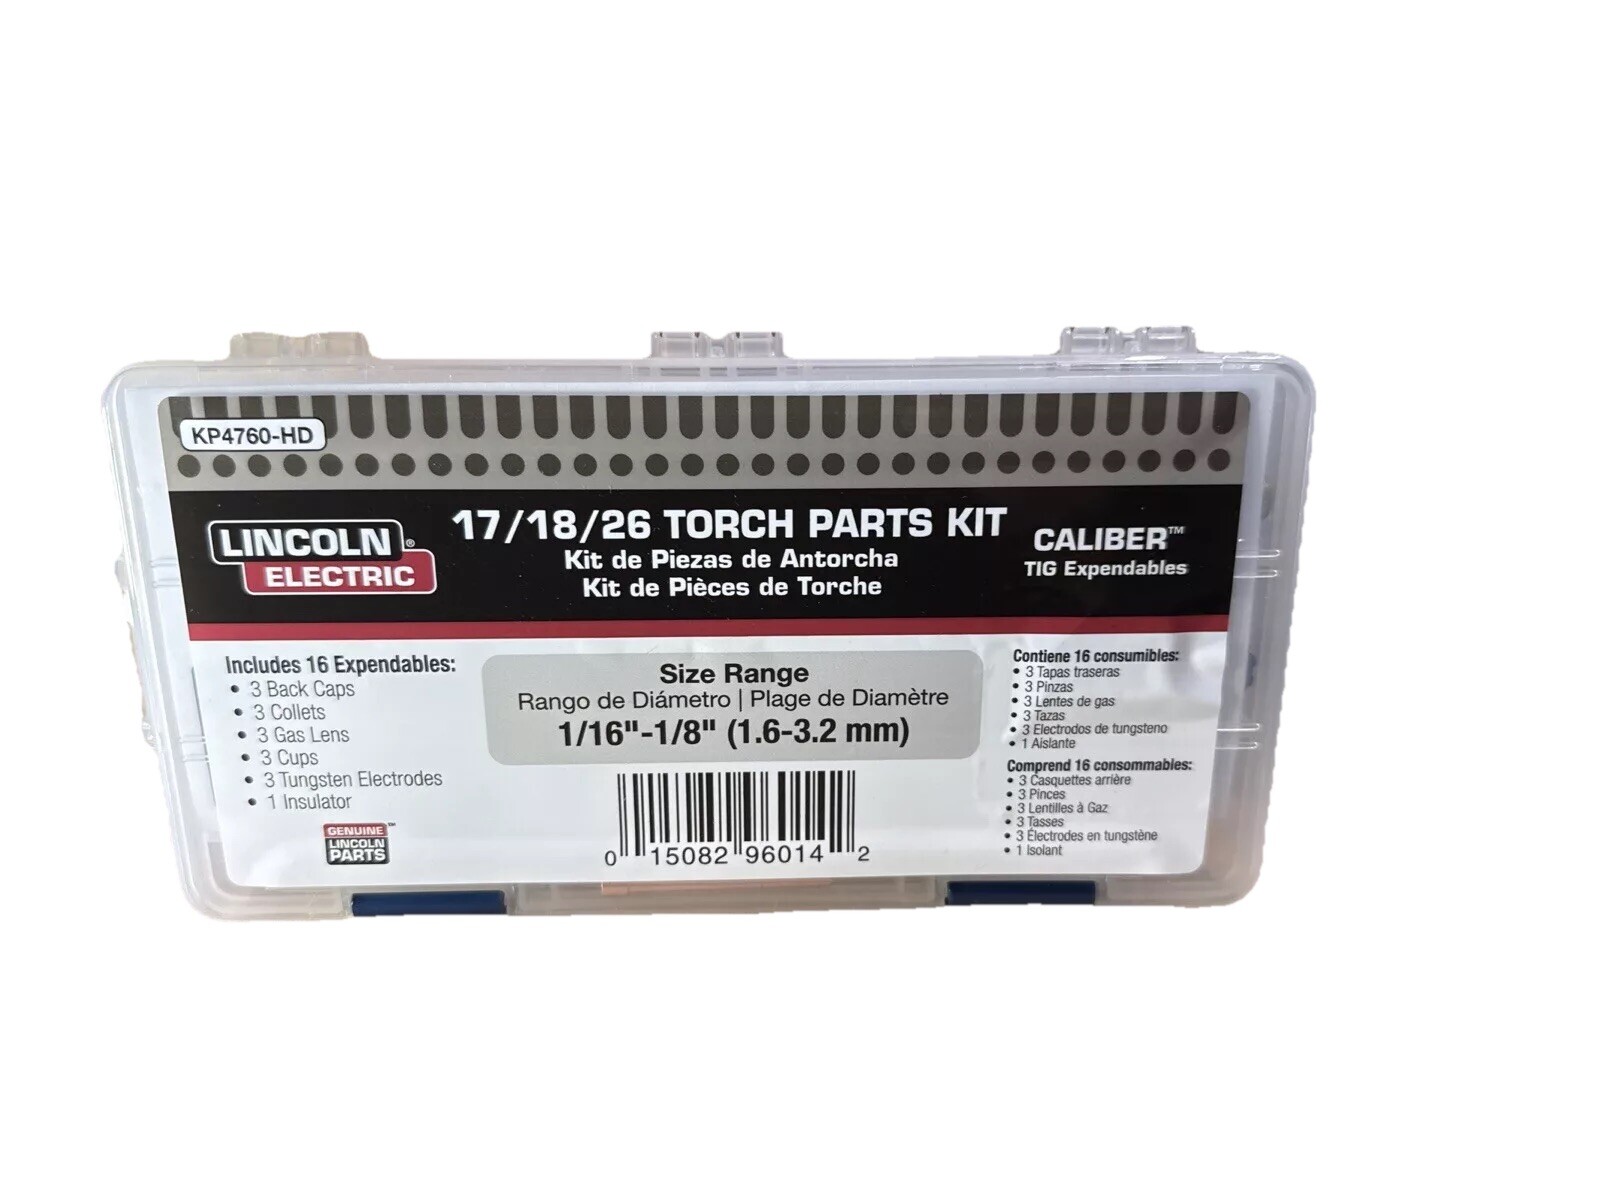 KP4760-HD
LINCOLN®
ELECTRIC
17/18/26 TORCH PARTS KIT
Kit de Piezas de Antorcha
Kit de Pièces de Torche
CALIBER™
TIG Expendables
Includes 16 Expendables:
• 3 Back Caps
• 3 Collets
• 3 Gas Lens
• 3 Cups
• 3 Tungsten Electrodes
• 1 Insulator
GENUINE™
LINCOLN
PARTS
Size Range
Rango de Diámetro | Plage de Diamètre
1/16"-1/8" (1.6-3.2 mm)
0 15082 96014 2
Contiene 16 consumibles:
• 3 Tapas traseras
• 3 Pinzas
• 3 Lentes de gas
• 3 Tazas
• 3 Electrodos de tungsteno
• 1 Aislante
Comprend 16 consommables:
• 3 Casquettes arrière
• 3 Pinces
• 3 Lentilles à Gaz
• 3 Tasses
• 3 Électrodes en tungstène
• 1 Isolant